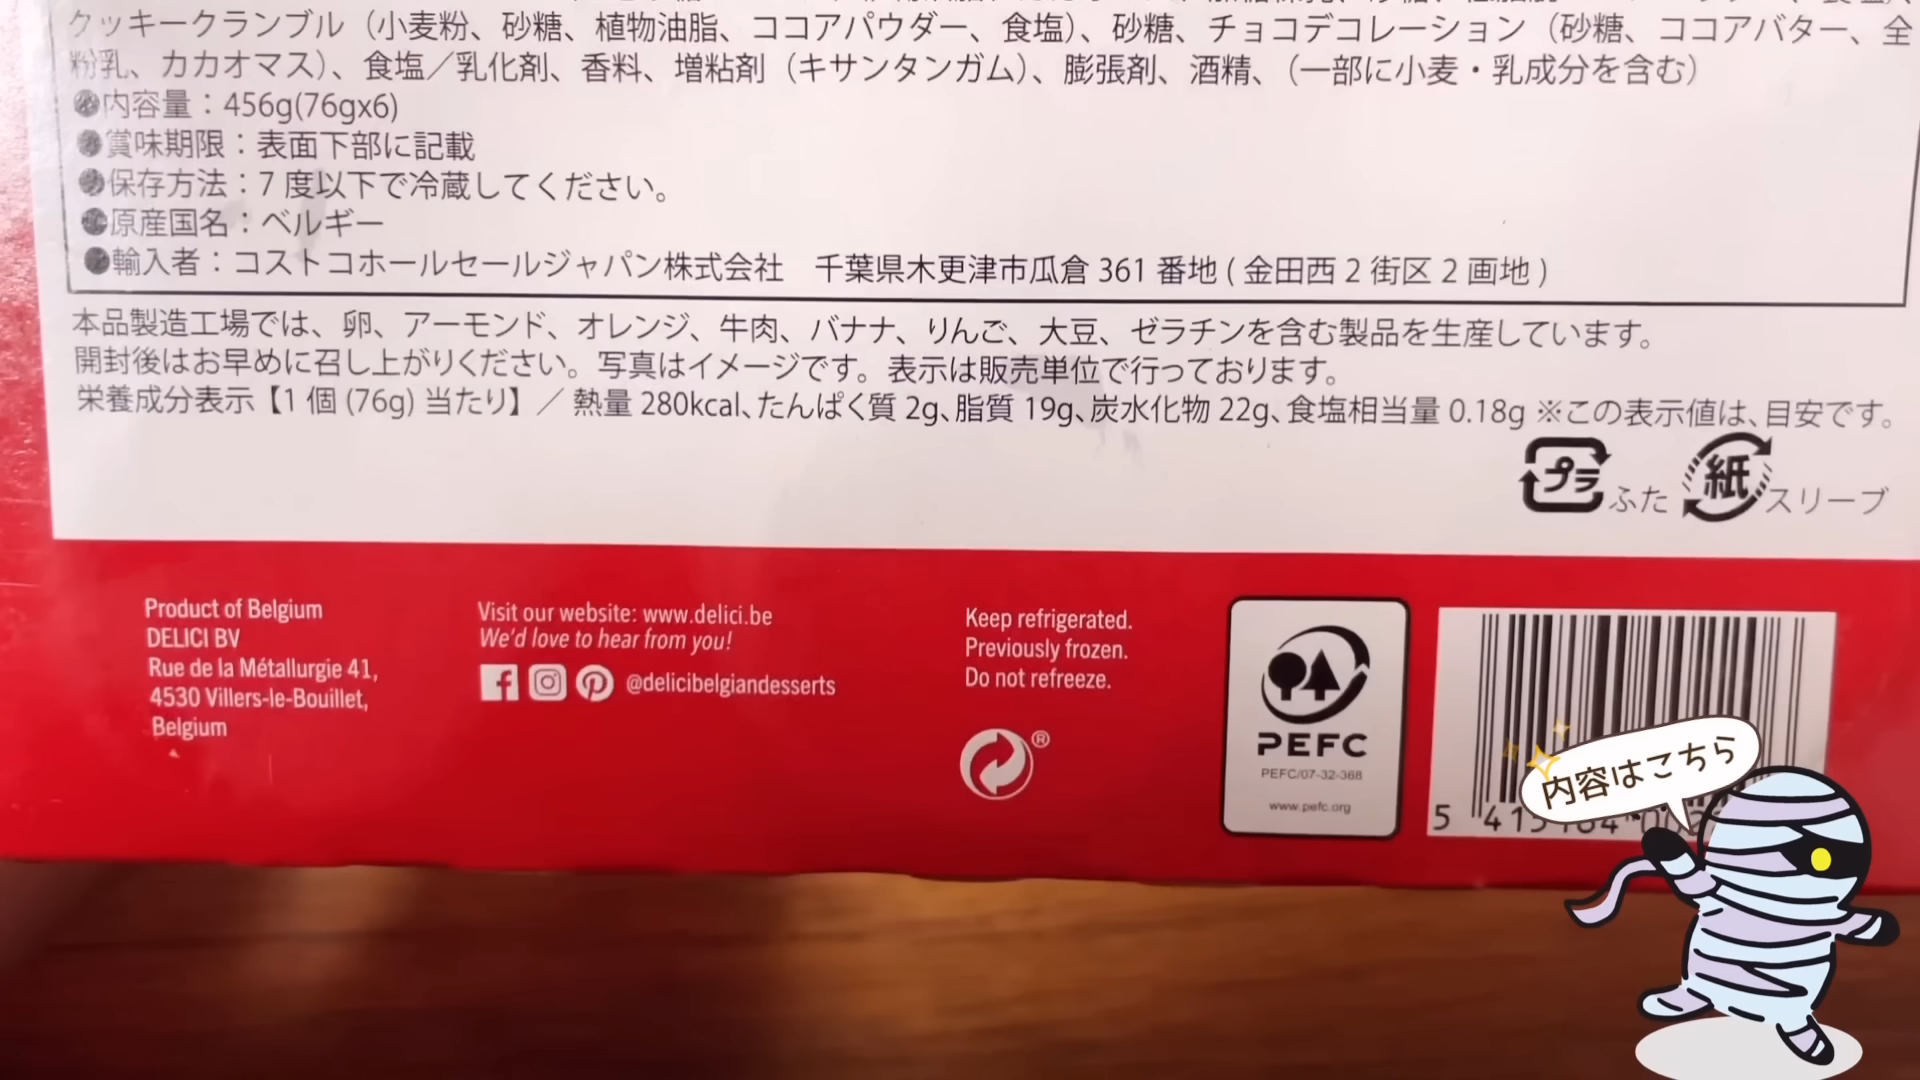 クッキークランブル（小麦粉、砂糖、植物油脂、ココアパウダー、食塩）、砂糖、チョコデコレーション（砂糖、ココアバター、全
粉乳、カカオマス）、食塩／乳化剤、香料、増粘剤（キサンタンガム）、膨張剤、酒精、（一部に小麦・乳成分を含む）
●内容量：456g(76gx6)
●賞味期限：表面下部に記載
●保存方法：7 度以下で冷蔵してください。
●原産国名：ベルギー
●輸入者：コストコホールセールジャパン株式会社　千葉県木更津市瓜倉 361 番地 ( 金田西 2 街区 2 画地 )
本品製造工場では、卵、アーモンド、オレンジ、牛肉、バナナ、りんご、大豆、ゼラチンを含む製品を生産しています。
開封後はお早めに召し上がりください。写真はイメージです。表示は販売単位で行っております。
栄養成分表示【1 個 (76g) 当たり】／ 熱量 280kcal、たんぱく質 2g、脂質 19g、炭水化物 22g、食塩相当量 0.18g ※この表示値は、目安です。
プラ ふた 紙 スリーブ
Product of Belgium
DELICI BV
Rue de la Métallurgie 41,
4530 Villers-le-Bouillet,
Belgium
Visit our website: www.delici.be
We'd love to hear from you!
@delicibelgiandesserts
Keep refrigerated.
Previously frozen.
Do not refreeze.
®
PEFC
PEFC/07-32-368
www.pefc.org
5
内容はこちら